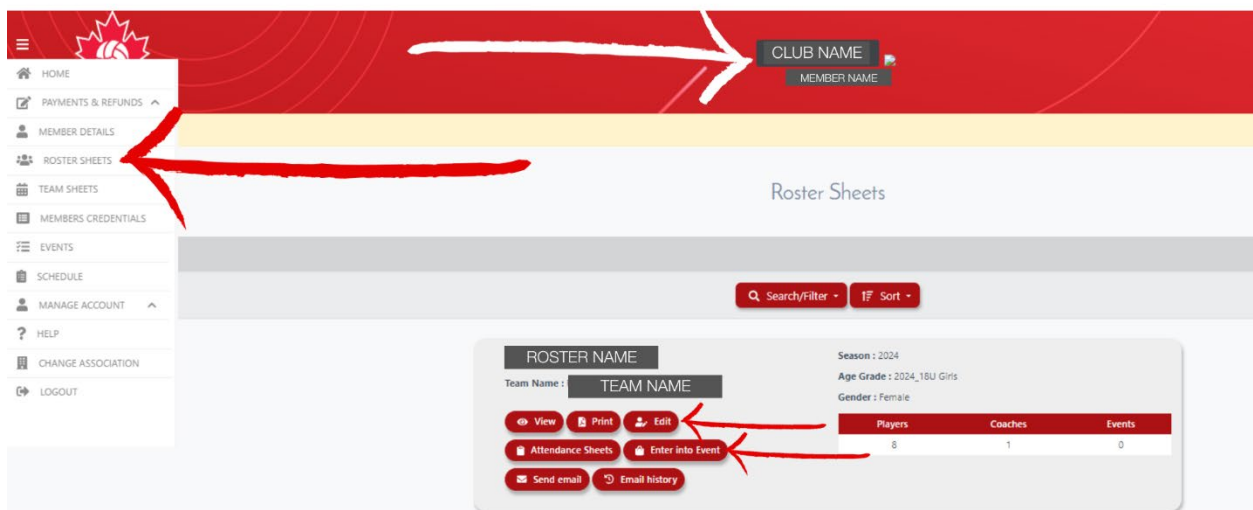 CLUB NAME
MEMBER NAME
HOME
PAYMENTS & REFUNDS
MEMBER DETAILS
ROSTER SHEETS
TEAM SHEETS
MEMBERS CREDENTIALS
EVENTS
SCHEDULE
MANAGE ACCOUNT
HELP
CHANGE ASSOCIATION
LOGOUT
Roster Sheets
Search/Filter
Sort
ROSTER NAME
Team Name :
TEAM NAME
View
Print
Edit
Attendance Sheets
Enter into Event
Send email
Email history
Season : 2024
Age Grade : 2024_18U Girls
Gender : Female
Players Coaches Events
8 1 0